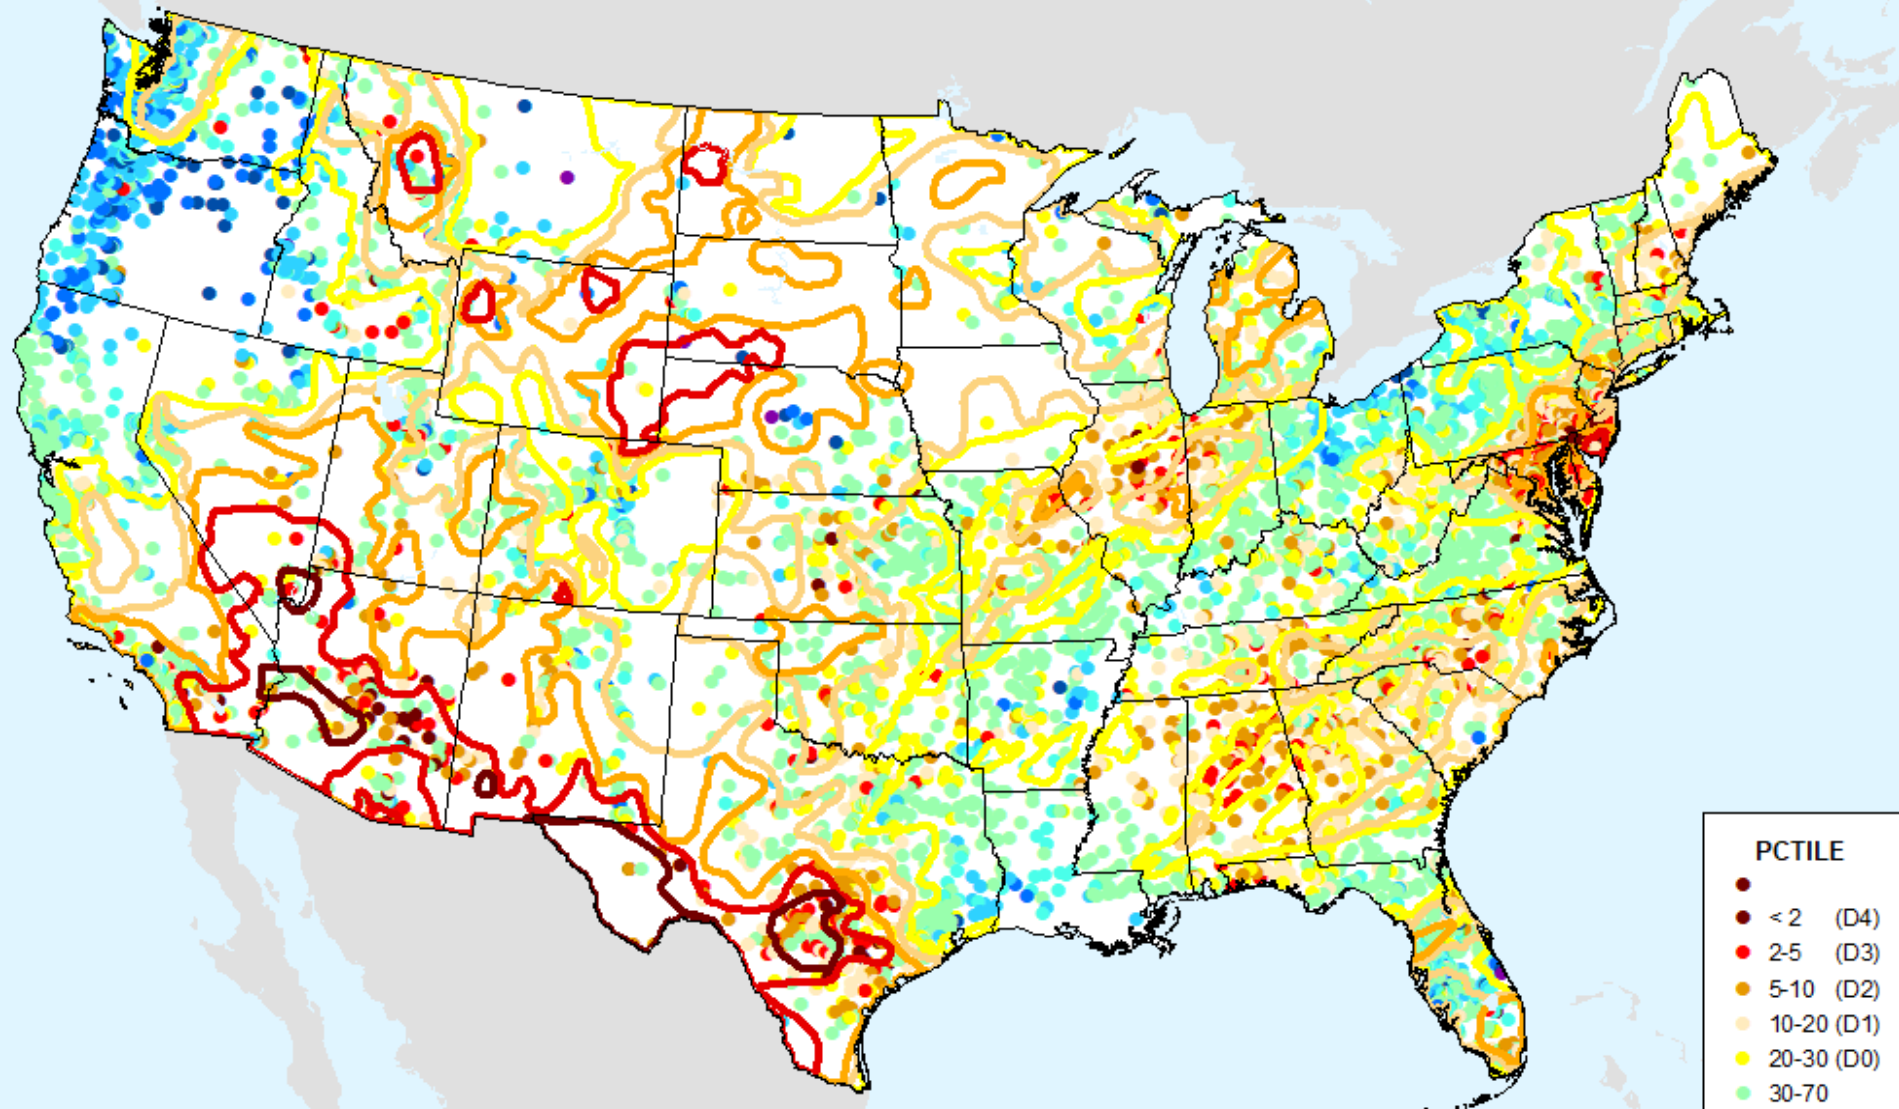 PCTILE
< 2 (D4)
2-5 (D3)
5-10 (D2)
10-20 (D1)
20-30 (D0)
30-70